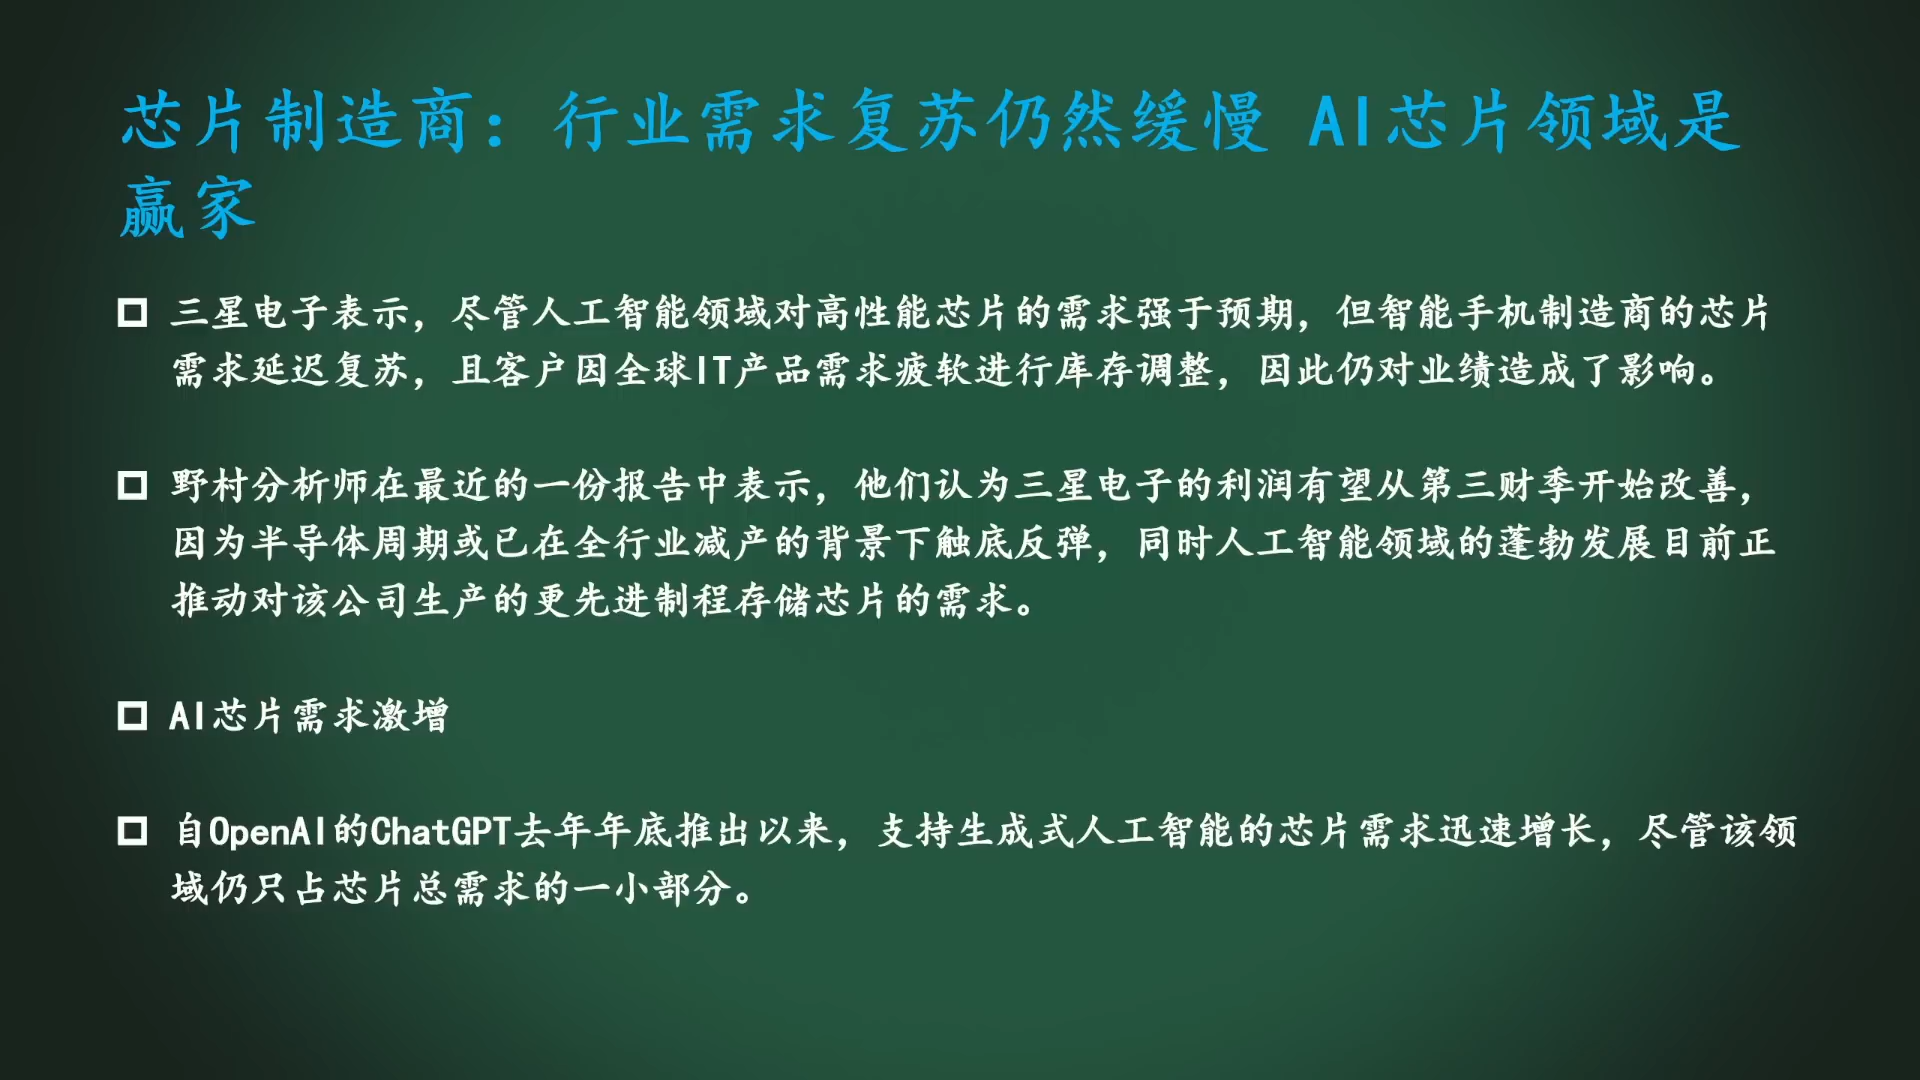 芯片制造商：行业需求复苏仍然缓慢 AI芯片领域是
赢家
三星电子表示，尽管人工智能领域对高性能芯片的需求强于预期，但智能手机制造商的芯片
需求延迟复苏，且客户因全球IT产品需求疲软进行库存调整，因此仍对业绩造成了影响。
野村分析师在最近的一份报告中表示，他们认为三星电子的利润有望从第三财季开始改善，
因为半导体周期或已在全行业减产的背景下触底反弹，同时人工智能领域的蓬勃发展目前正
推动对该公司生产的更先进制程存储芯片的需求。
AI芯片需求激增
自OpenAI的ChatGPT去年年底推出以来，支持生成式人工智能的芯片需求迅速增长，尽管该领
域仍只占芯片总需求的一小部分。